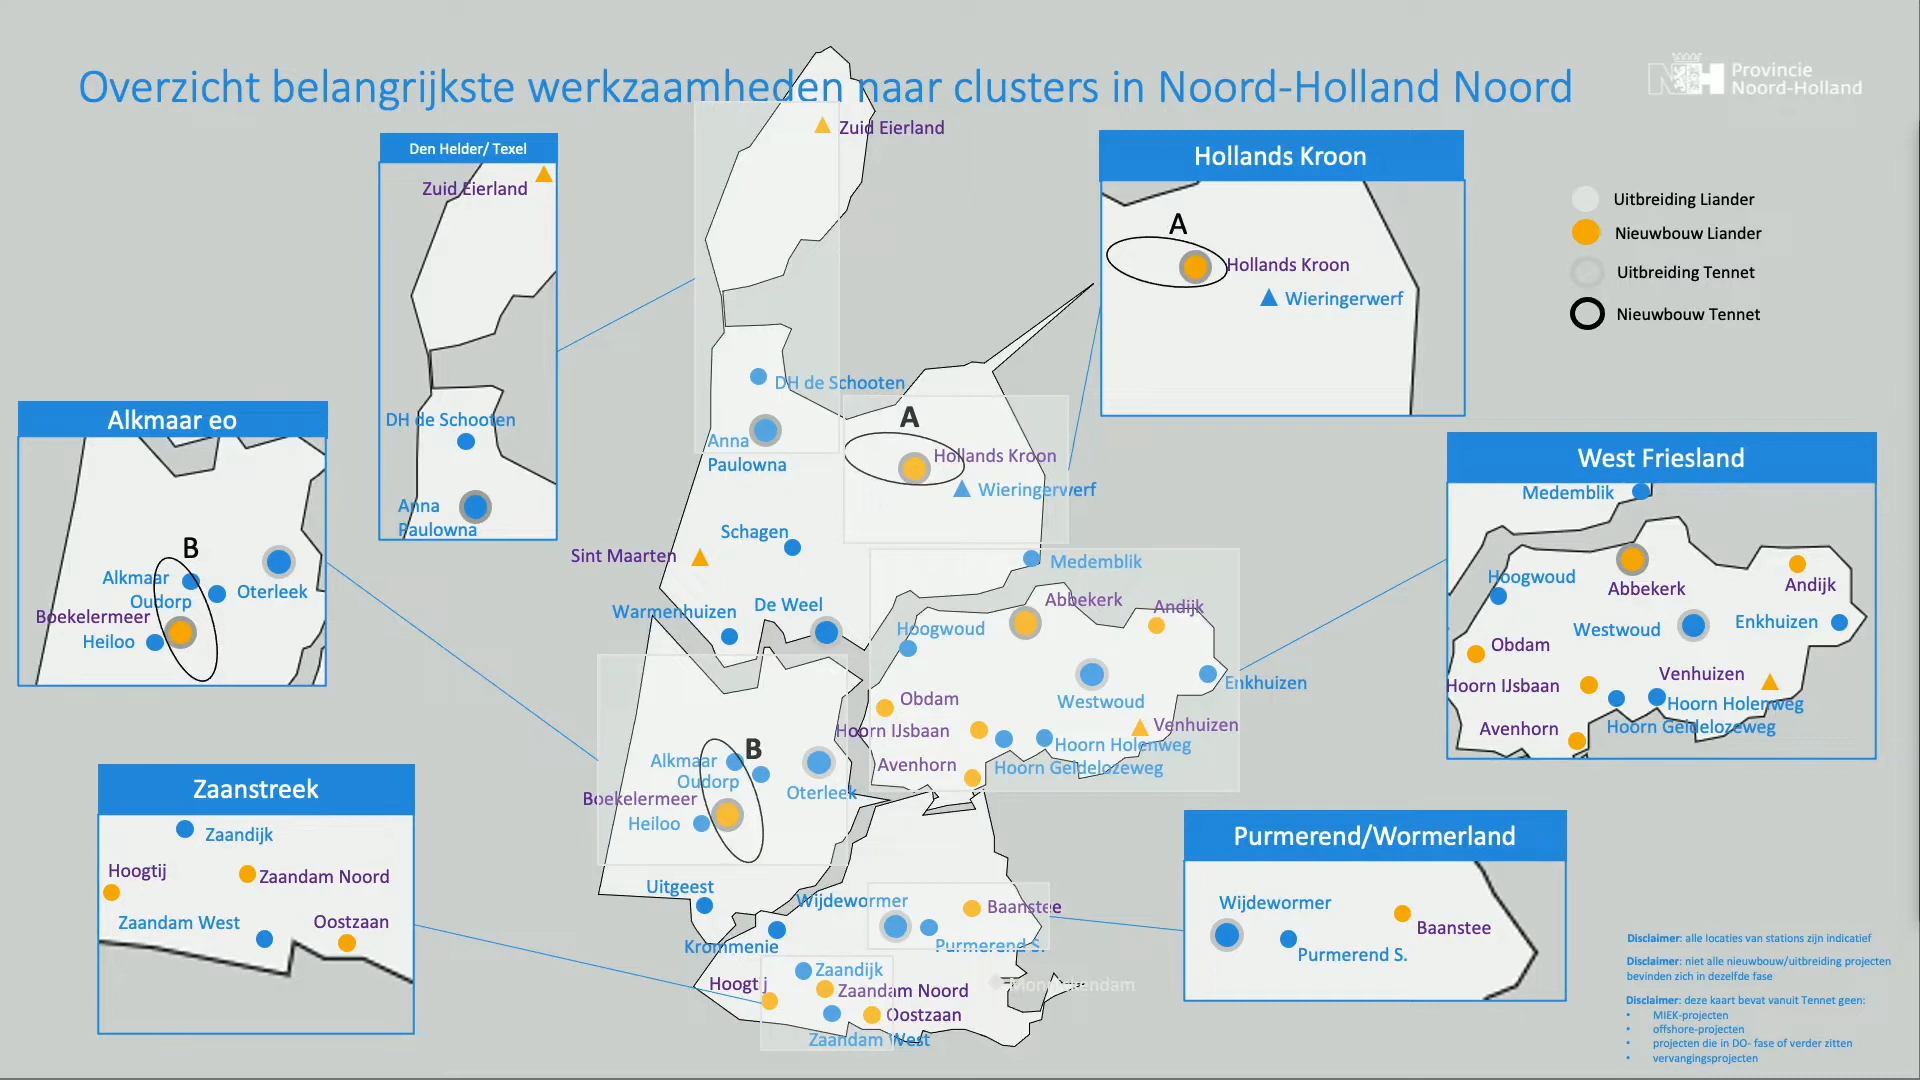 Overzicht belangrijkste werkzaamheden naar clusters in Noord-Holland Noord
Provincie
Noord-Holland
Den Helder/ Texel
Zuid Eierland
DH de Schooten
Anna
Paulowna
Zuid Eierland
DH de Schooten
Anna
Paulowna
A
Hollands Kroon
Wieringerwerf
Schagen
Sint Maarten
Medemblik
Warmenhuizen
De Weel
Abbekerk
Andijk
Hoogwoud
Westwoud
Enkhuizen
Obdam
Hoorn IJsbaan
Venhuizen
Hoorn Holenweg
Avenhorn
Hoorn Geldelozeweg
B
Alkmaar
Oudorp
Oterleek
Boekelermeer
Heiloo
Uitgeest
Wijdewormer
Baanstee
Krommenie
Purmerend S.
Hoogtij
Zaandijk
Zaandam Noord
Oostzaan
Zaandam West
Monnickendam
Hollands Kroon
A
Hollands Kroon
Wieringerwerf
Uitbreiding Liander
Nieuwbouw Liander
Uitbreiding Tennet
Nieuwbouw Tennet
Alkmaar eo
B
Alkmaar
Oudorp
Oterleek
Boekelermeer
Heiloo
West Friesland
Medemblik
Hoogwoud
Abbekerk
Andijk
Westwoud
Enkhuizen
Obdam
Venhuizen
Hoorn IJsbaan
Hoorn Holenweg
Avenhorn
Hoorn Geldelozeweg
Zaanstreek
Zaandijk
Hoogtij
Zaandam Noord
Zaandam West
Oostzaan
Purmerend/Wormerland
Wijdewormer
Baanstee
Purmerend S.
Disclaimer: alle locaties van stations zijn indicatief
Disclaimer: niet alle nieuwbouw/uitbreiding projecten
bevinden zich in dezelfde fase
Disclaimer: deze kaart bevat vanuit Tennet geen:
• MIEK-projecten
• offshore-projecten
• projecten die in DO- fase of verder zitten
• vervangingsprojecten